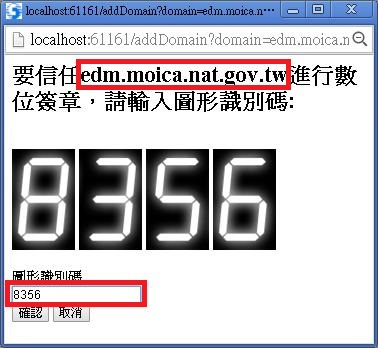 localhost:61161/addDomain?domain=edm.moica.n...
localhost:61161/addDomain?domain=edm.moica.n
要信任edm.moica.nat.gov.tw進行數
位簽章，請輸入圖形識別碼:
8356
圖形識別碼
8356
確認 取消